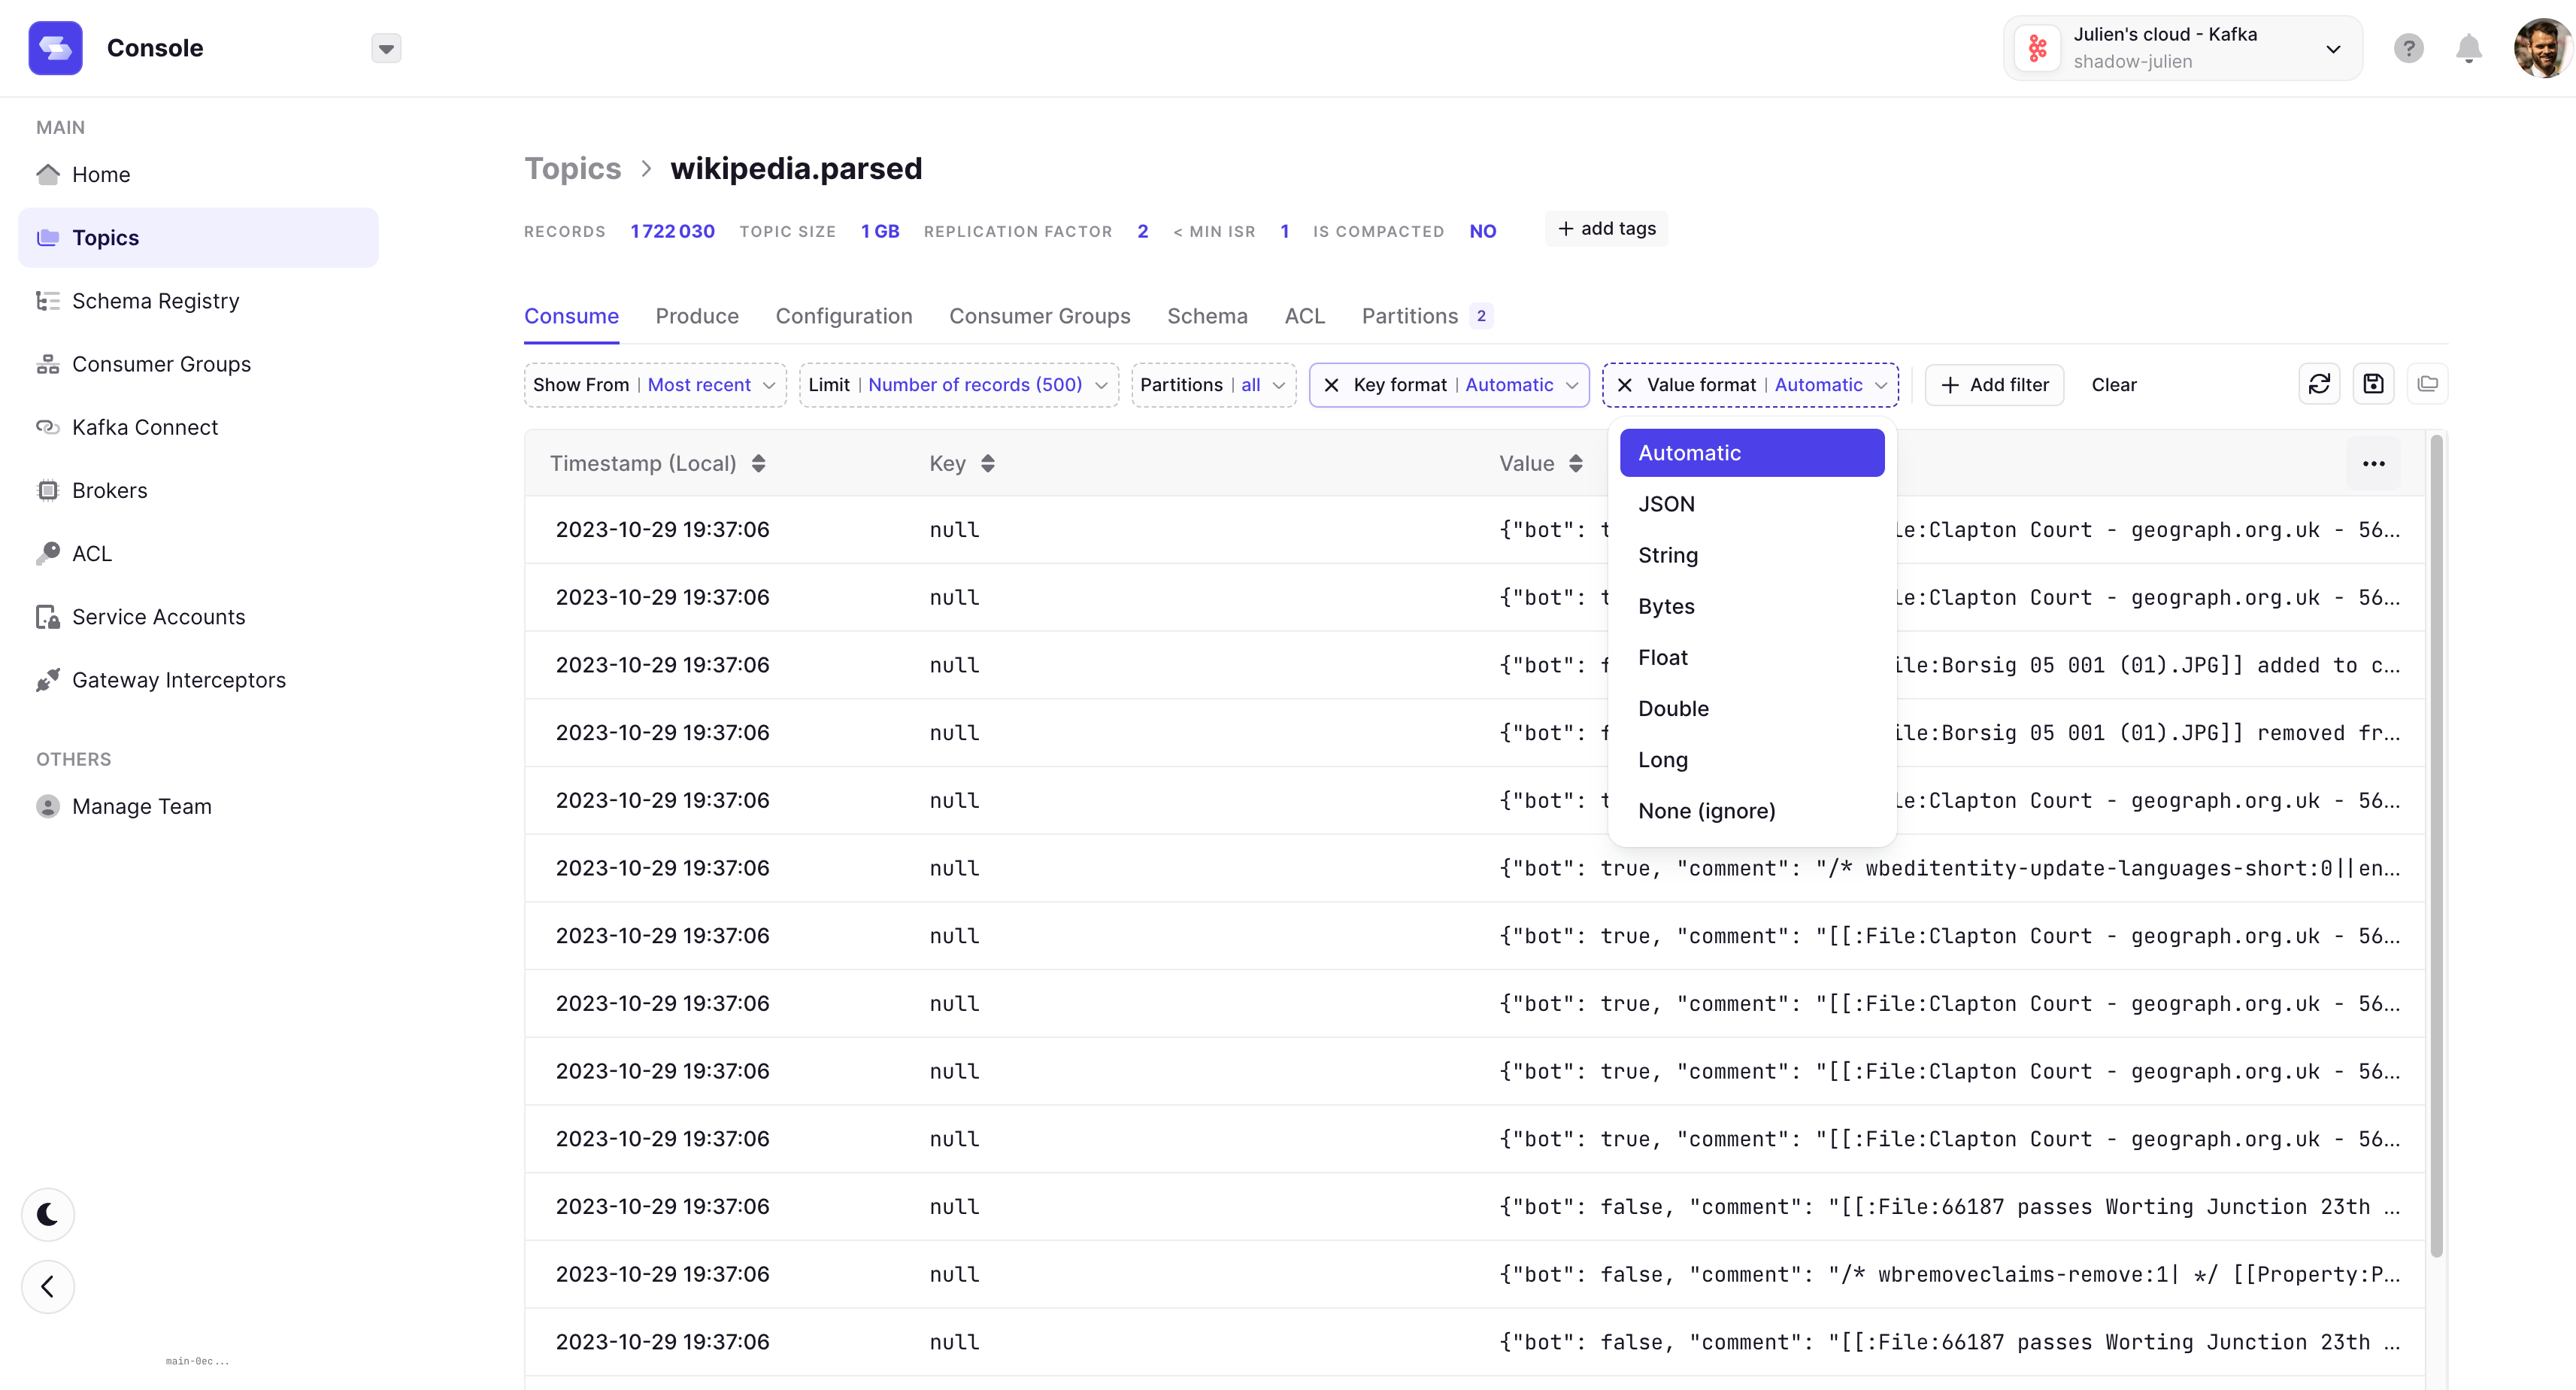 Console
Julien's cloud - Kafka
shadow-julien
MAIN
Home
Topics
Schema Registry
Consumer Groups
Kafka Connect
Brokers
ACL
Service Accounts
Gateway Interceptors
OTHERS
Manage Team
main-0ec...
Topics > wikipedia.parsed
RECORDS 1 722 030 TOPIC SIZE 1 GB REPLICATION FACTOR 2 < MIN ISR 1 IS COMPACTED NO + add tags
Consume Produce Configuration Consumer Groups Schema ACL Partitions 2
Show From | Most recent Limit | Number of records (500) Partitions | all Key format | Automatic Value format | Automatic + Add filter Clear
Automatic
JSON
String
Bytes
Float
Double
Long
None (ignore)
Timestamp (Local) Key Value ...
2023-10-29 19:37:06 null {"bot": t le:Clapton Court - geograph.org.uk - 56...
2023-10-29 19:37:06 null {"bot": t le:Clapton Court - geograph.org.uk - 56...
2023-10-29 19:37:06 null {"bot": f ile:Borsig 05 001 (01).JPG]] added to c...
2023-10-29 19:37:06 null {"bot": f ile:Borsig 05 001 (01).JPG]] removed fr...
2023-10-29 19:37:06 null {"bot": t le:Clapton Court - geograph.org.uk - 56...
2023-10-29 19:37:06 null {"bot": true, "comment": "/* wbeditentity-update-languages-short:0||en...
2023-10-29 19:37:06 null {"bot": true, "comment": "[[:File:Clapton Court - geograph.org.uk - 56...
2023-10-29 19:37:06 null {"bot": true, "comment": "[[:File:Clapton Court - geograph.org.uk - 56...
2023-10-29 19:37:06 null {"bot": true, "comment": "[[:File:Clapton Court - geograph.org.uk - 56...
2023-10-29 19:37:06 null {"bot": true, "comment": "[[:File:Clapton Court - geograph.org.uk - 56...
2023-10-29 19:37:06 null {"bot": false, "comment": "[[:File:66187 passes Worting Junction 23th ...
2023-10-29 19:37:06 null {"bot": false, "comment": "/* wbremoveclaims-remove:1| */ [[Property:P...
2023-10-29 19:37:06 null {"bot": false, "comment": "[[:File:66187 passes Worting Junction 23th ...